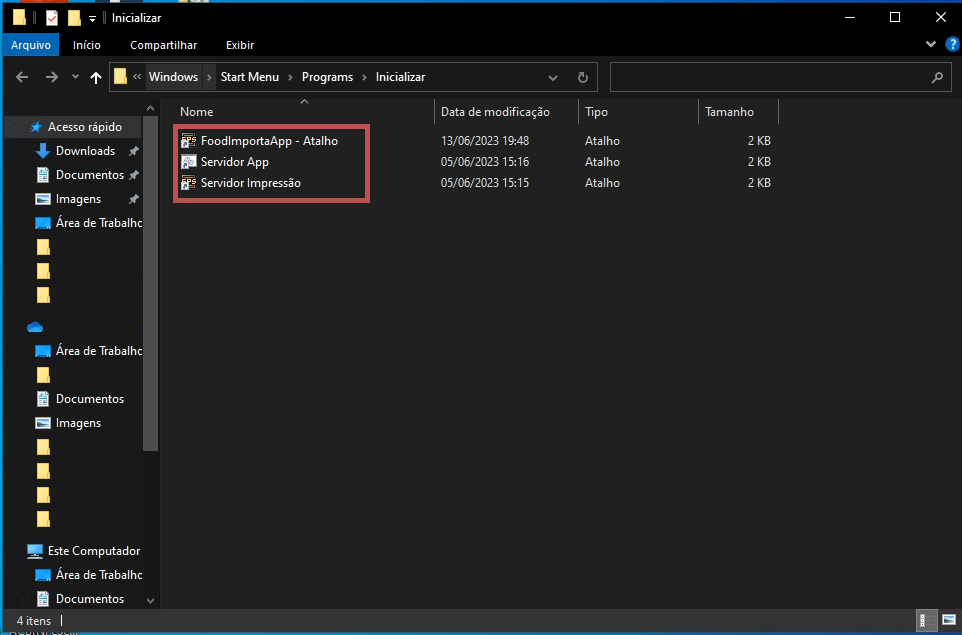 Inicializar
Arquivo Início Compartilhar Exibir
« Windows › Start Menu › Programs › Inicializar
Nome Data de modificação Tipo Tamanho
Acesso rápido
Downloads
Documentos
Imagens
Área de Trabalho
FoodImportaApp - Atalho 13/06/2023 19:48 Atalho 2 KB
Servidor App 05/06/2023 15:16 Atalho 2 KB
Servidor Impressão 05/06/2023 15:15 Atalho 2 KB
Área de Trabalho
Documentos
Imagens
Este Computador
Área de Trabalho
Documentos
4 itens